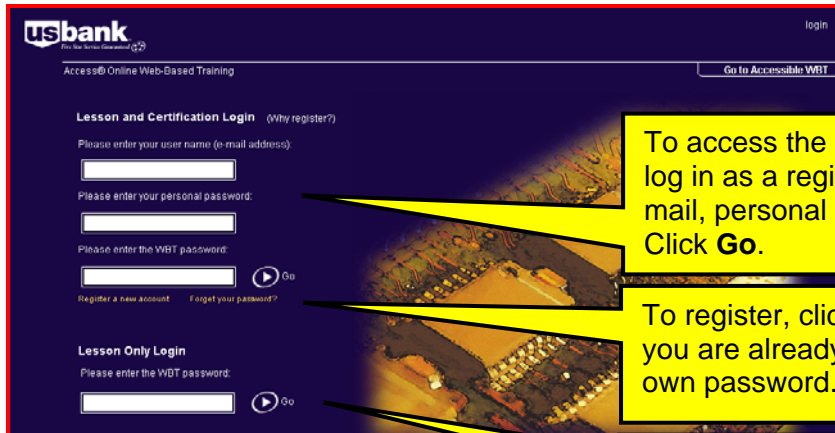 usbank
Five Star Service Guaranteed
login
Access® Online Web-Based Training
Go to Accessible WBT
Lesson and Certification Login (Why register?)
Please enter your user name (e-mail address):
Please enter your personal password:
Please enter the WBT password:
Go
Register a new account Forget your password?
Lesson Only Login
Please enter the WBT password:
Go
To access the
log in as a regi
mail, personal
Click Go.
To register, clic
you are already
own password.